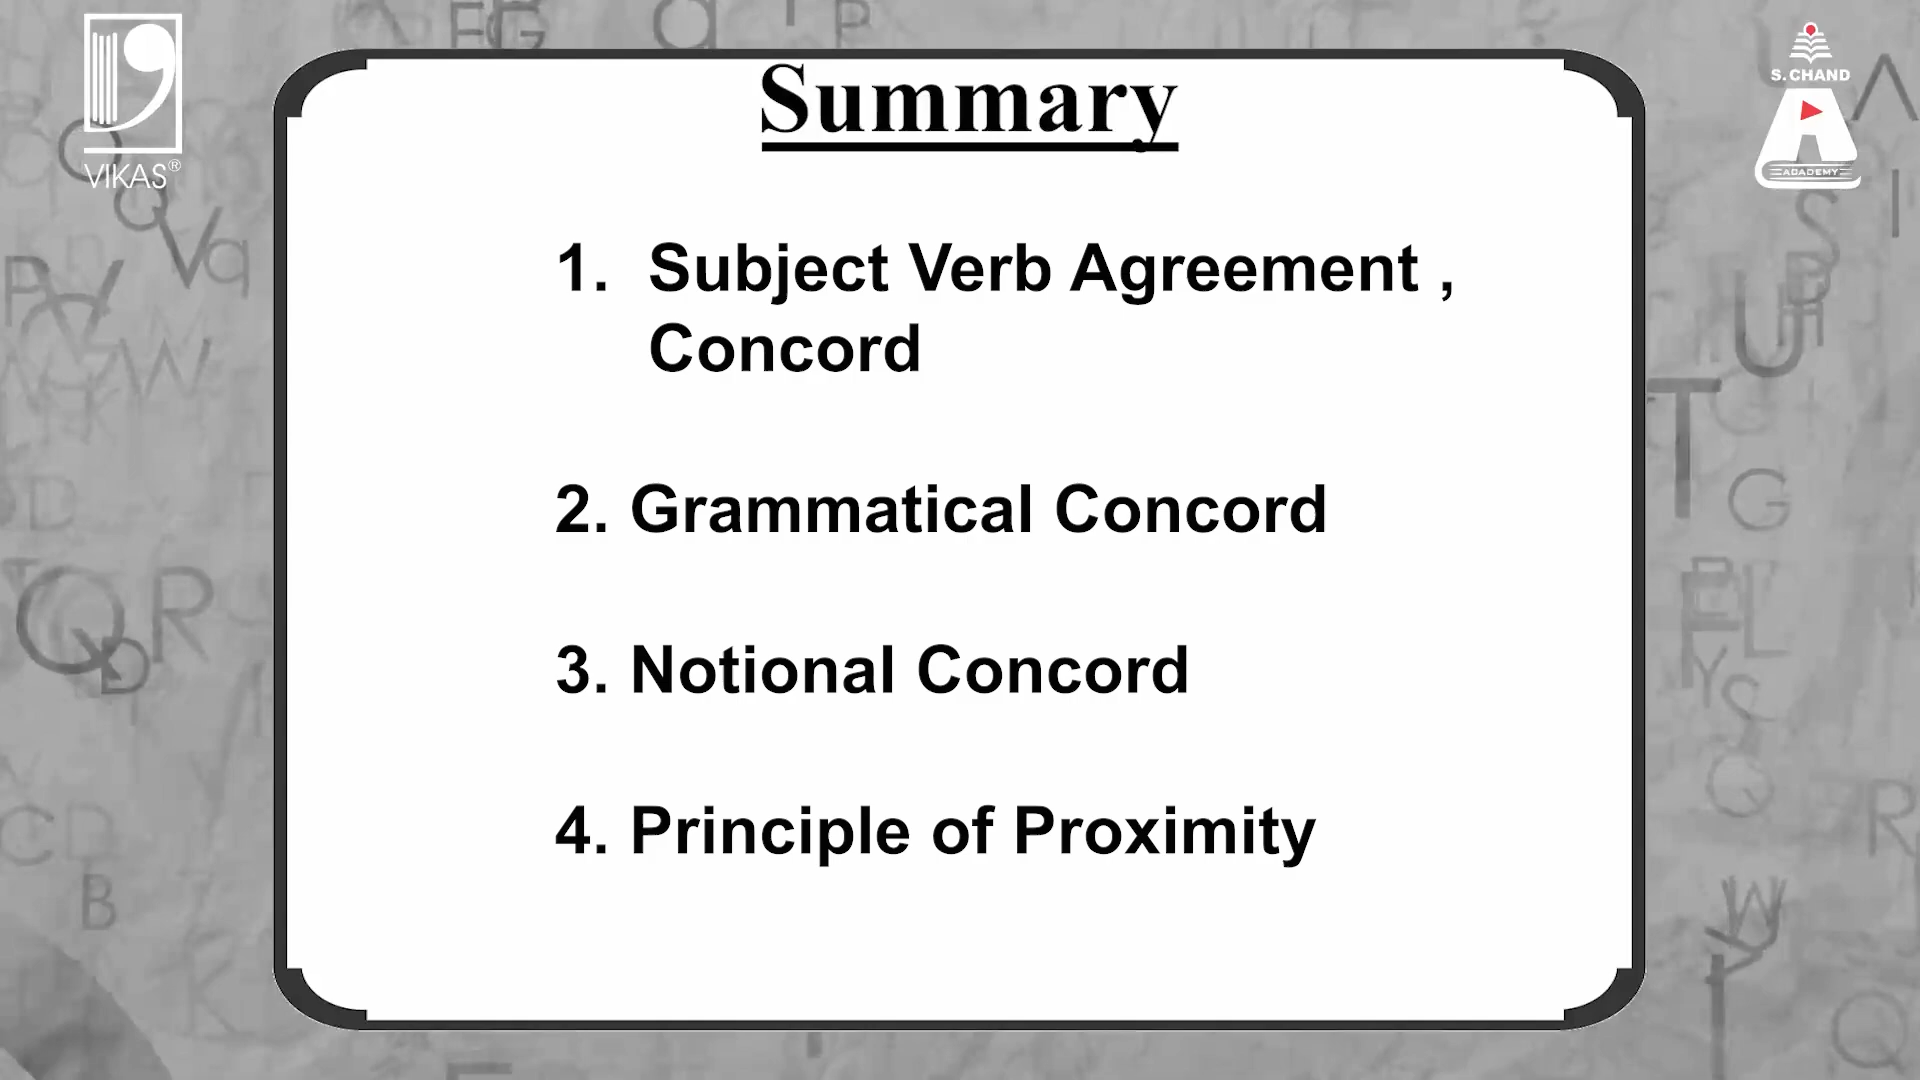 Summary
VIKAS®
S. CHAND
ACADEMY
1. Subject Verb Agreement ,
Concord
2. Grammatical Concord
3. Notional Concord
4. Principle of Proximity